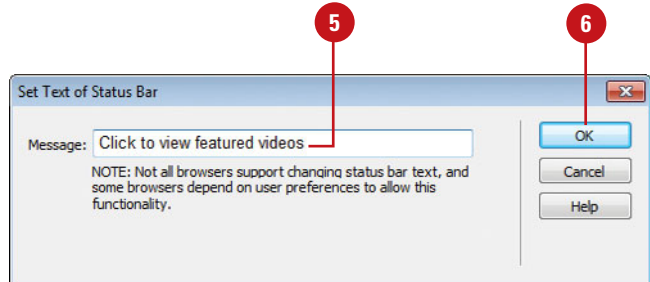 5
6
Set Text of Status Bar
Message: Click to view featured videos
NOTE: Not all browsers support changing status bar text, and
some browsers depend on user preferences to allow this
functionality.
OK
Cancel
Help